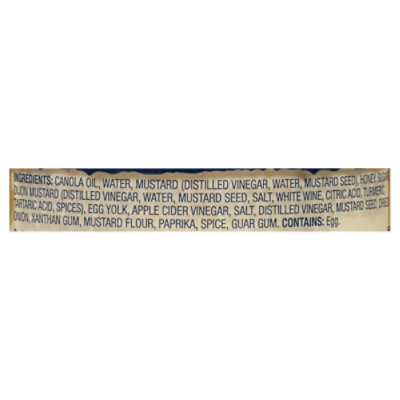 INGREDIENTS: CANOLA OIL, WATER, MUSTARD (DISTILLED VINEGAR, WATER, MUSTARD SEED), HONEY, SUGAR,
DIJON MUSTARD (DISTILLED VINEGAR, WATER, MUSTARD SEED, SALT, WHITE WINE, CITRIC ACID, TURMERIC,
TARTARIC ACID, SPICES), EGG YOLK, APPLE CIDER VINEGAR, SALT, DISTILLED VINEGAR, MUSTARD SEED, DRIED
ONION, XANTHAN GUM, MUSTARD FLOUR, PAPRIKA, SPICE, GUAR GUM. CONTAINS: Egg.